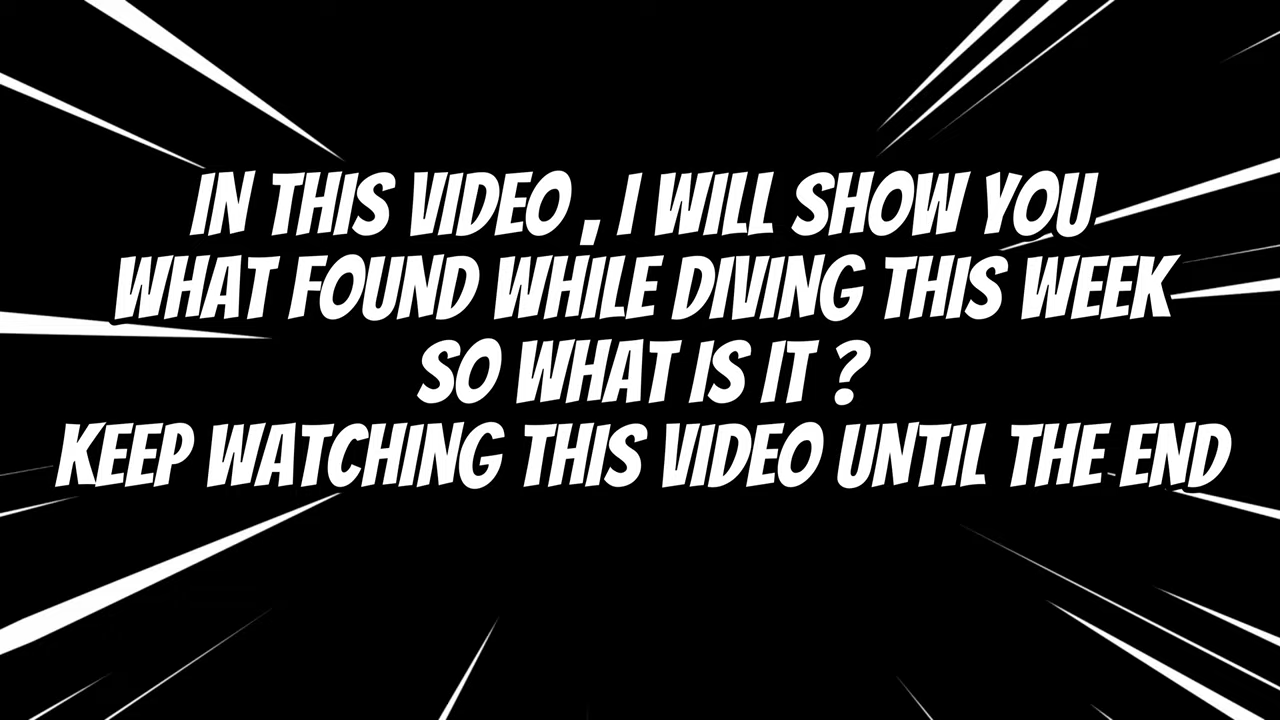 IN THIS VIDEO , I WILL SHOW YOU
WHAT FOUND WHILE DIVING THIS WEEK
SO WHAT IS IT ?
KEEP WATCHING THIS VIDEO UNTIL THE END